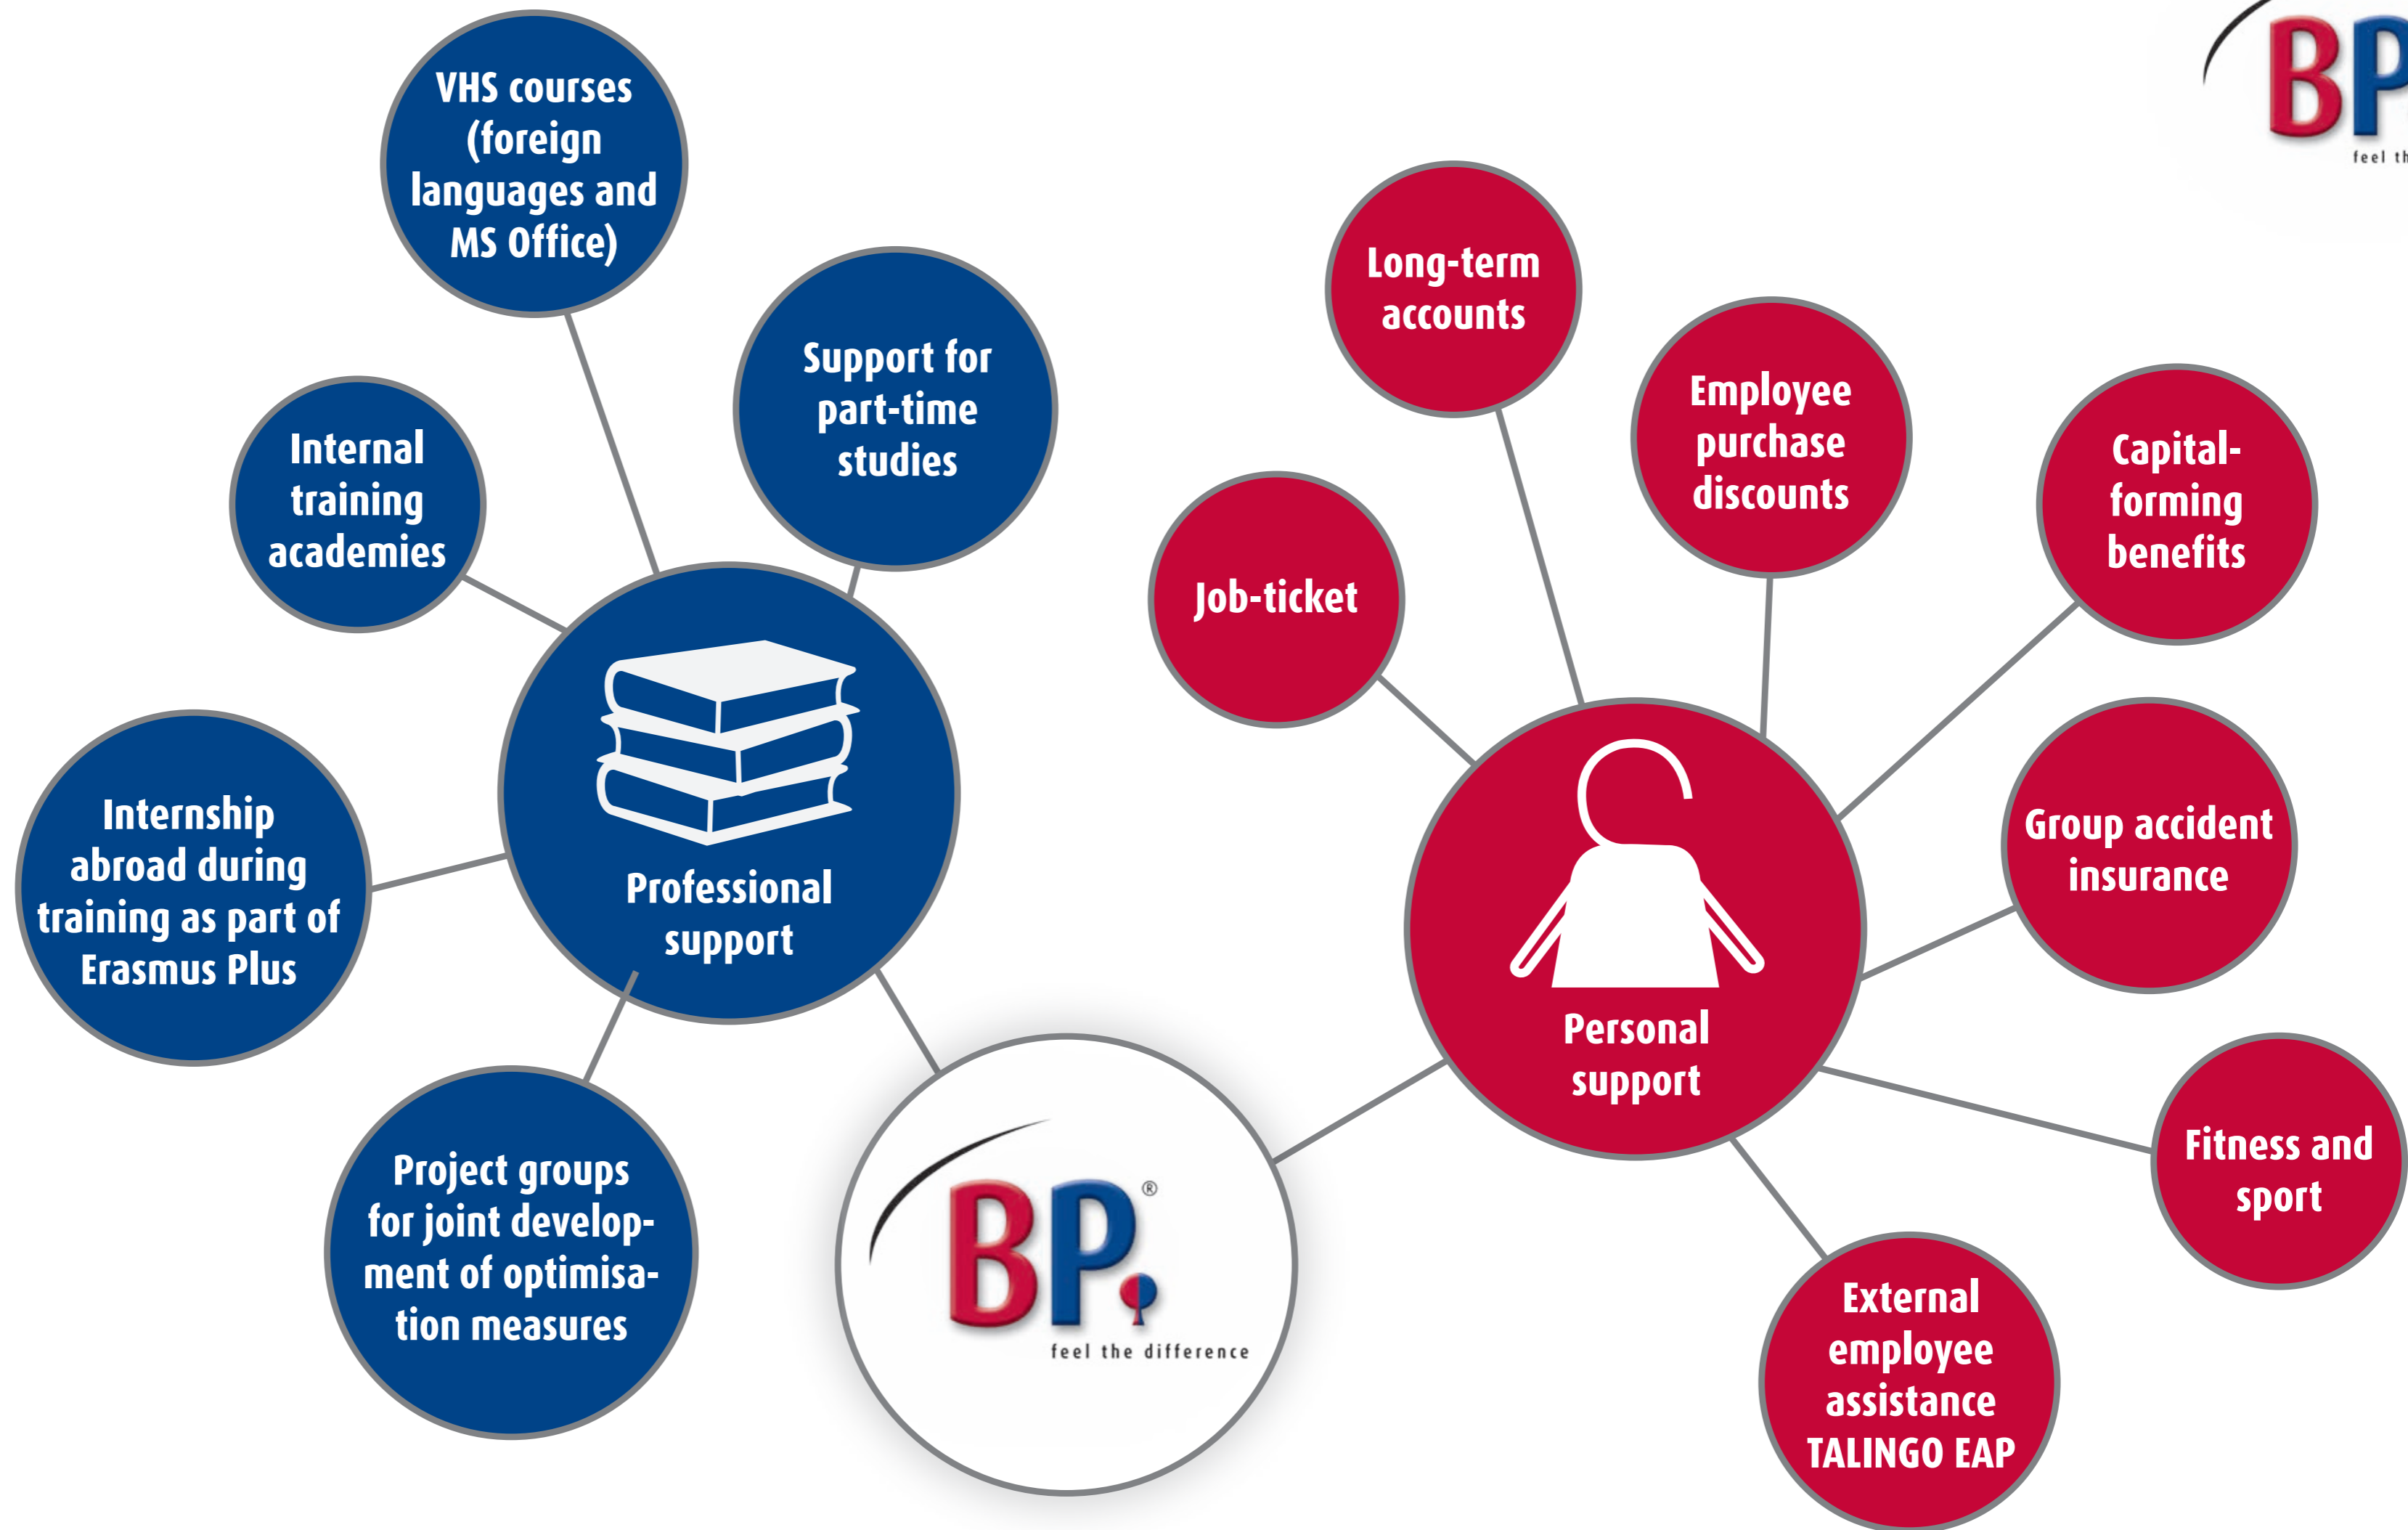 VHS courses
(foreign
languages and
MS Office)
Support for
part-time
studies
Internal
training
academies
Internship
abroad during
training as part of
Erasmus Plus
Professional
support
Project groups
for joint develop-
ment of optimisa-
tion measures
BP®
feel the difference
BP
feel th
Long-term
accounts
Employee
purchase
discounts
Capital-
forming
benefits
Job-ticket
Group accident
insurance
Personal
support
Fitness and
sport
External
employee
assistance
TALINGO EAP